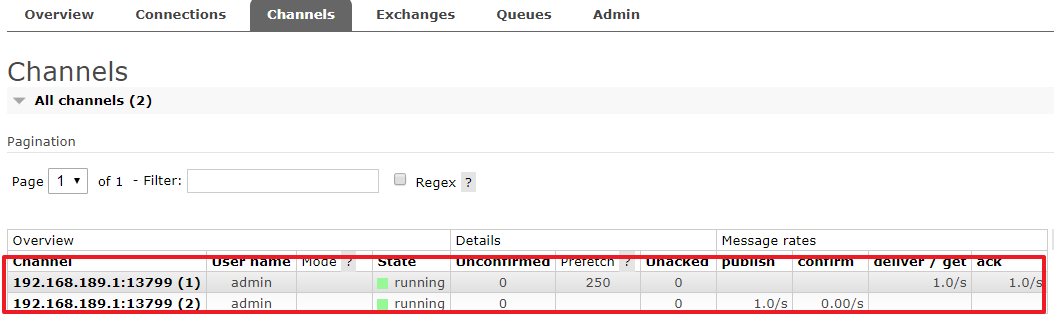 Overview Connections Channels Exchanges Queues Admin
Channels
All channels (2)
Pagination
Page 1 of 1 - Filter: Regex ?
Overview Details Message rates
Channel User name Mode ? State Unconfirmed Prefetch ? Unacked publish confirm deliver / get ack
192.168.189.1:13799 (1) admin running 0 250 0 1.0/s 1.0/s
192.168.189.1:13799 (2) admin running 0 0 1.0/s 0.00/s